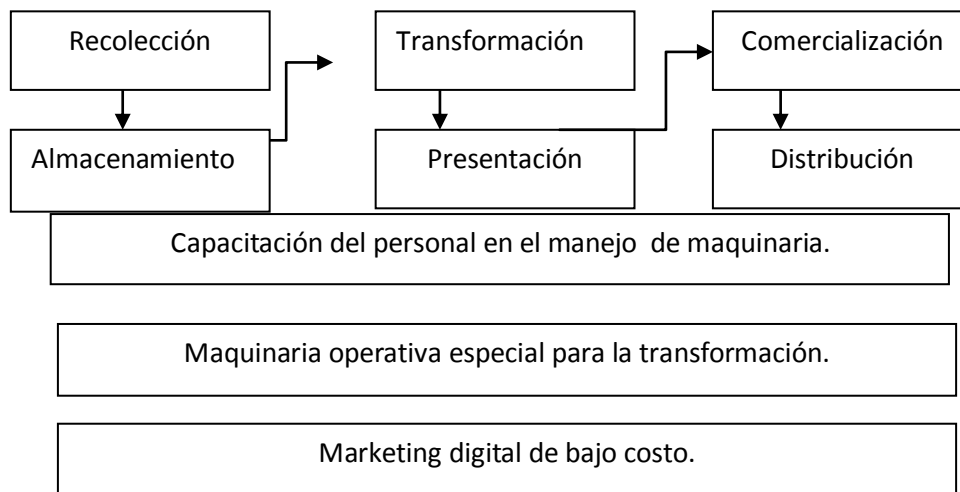 Recolección
Transformación
Comercialización
Almacenamiento
Presentación
Distribución
Capacitación del personal en el manejo  de maquinaria.
Maquinaria operativa especial para la transformación.
Marketing digital de bajo costo.